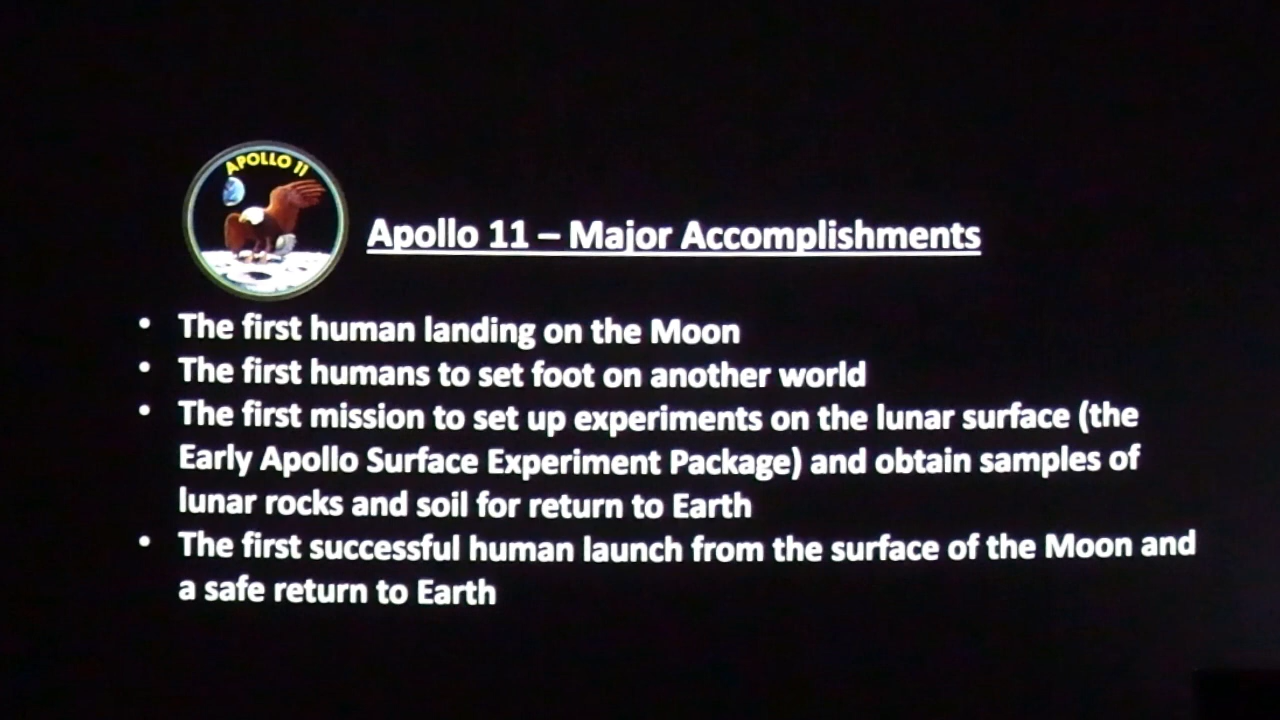 APOLLO 11
Apollo 11 – Major Accomplishments
• The first human landing on the Moon
• The first humans to set foot on another world
• The first mission to set up experiments on the lunar surface (the
Early Apollo Surface Experiment Package) and obtain samples of
lunar rocks and soil for return to Earth
• The first successful human launch from the surface of the Moon and
a safe return to Earth